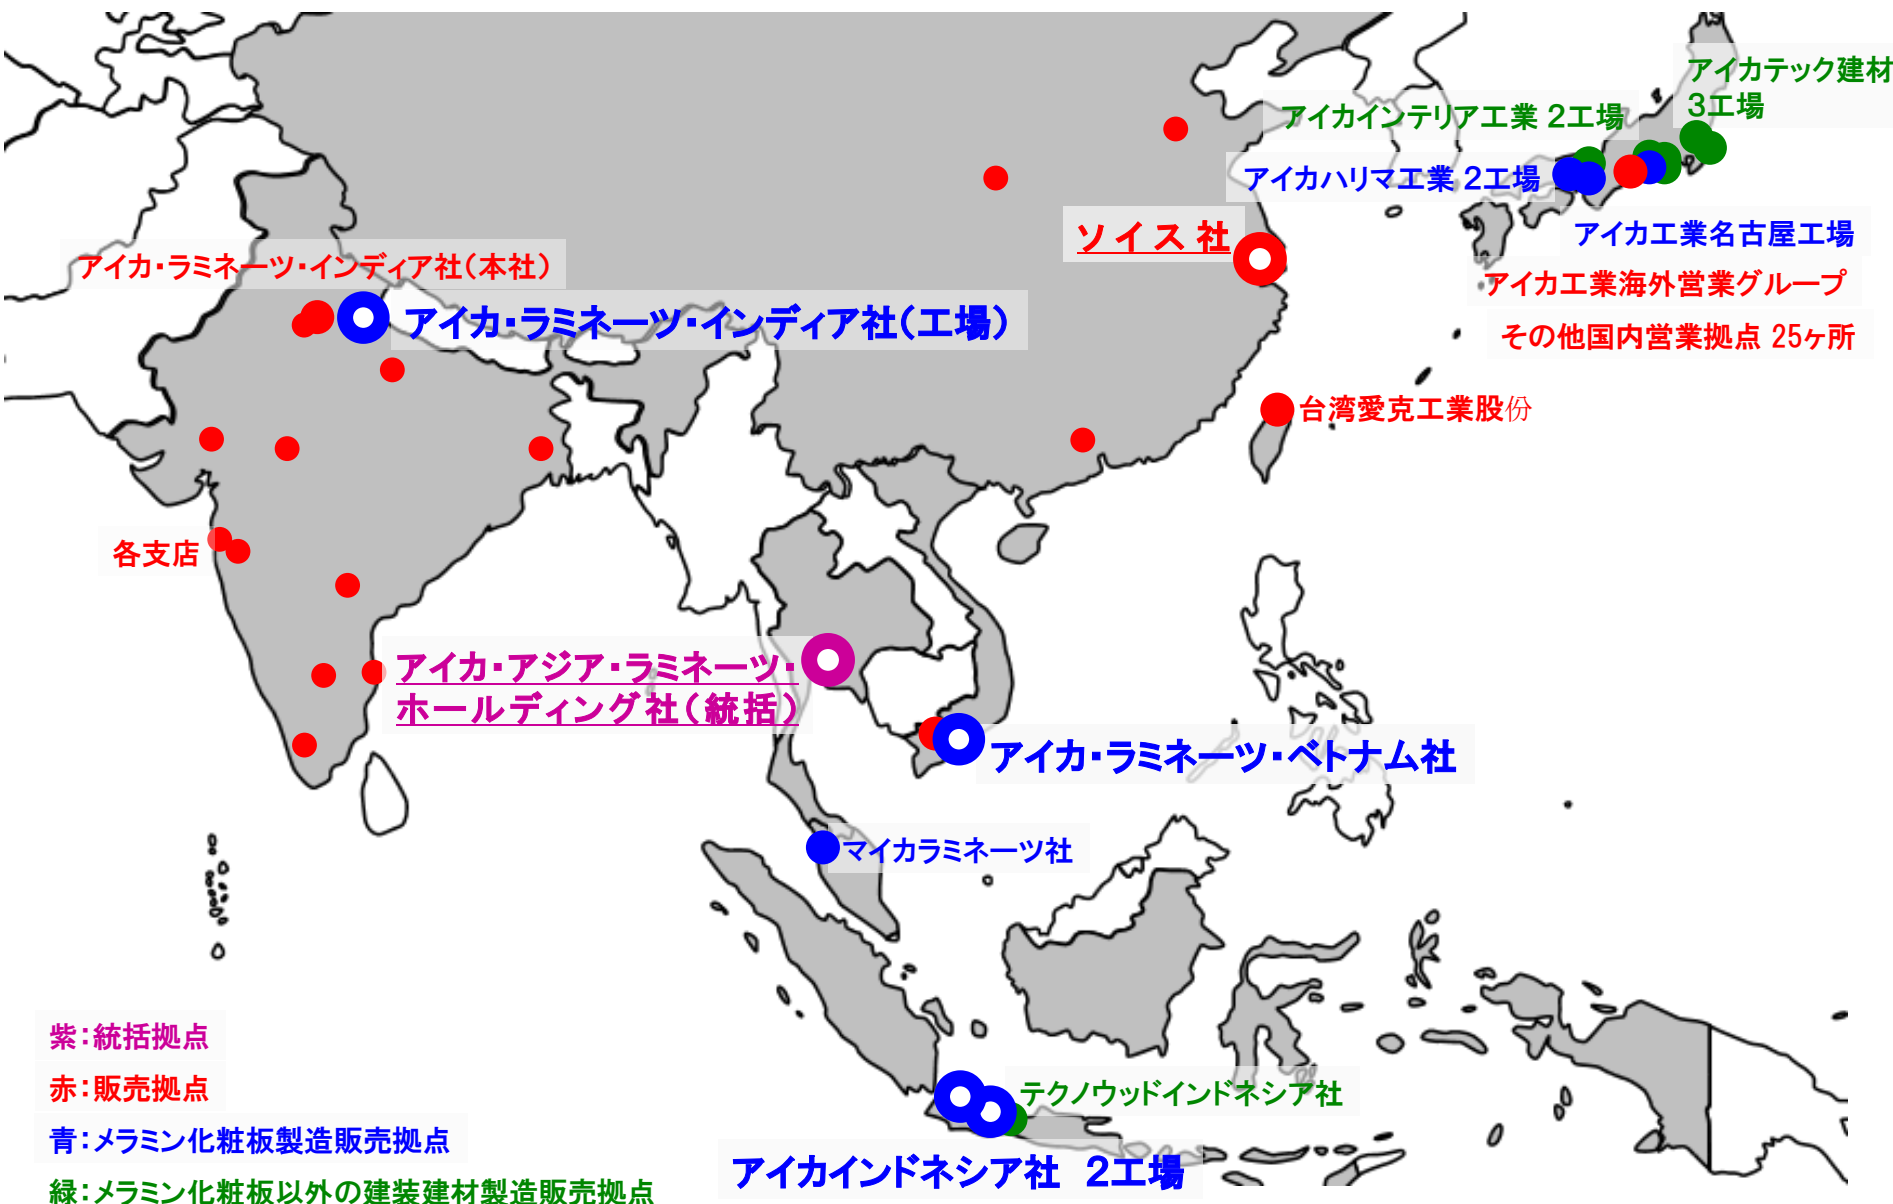 アイカテック建材
3工場
アイカインテリア工業 2工場
アイカハリマ工業 2工場
ソイス社
アイカ工業名古屋工場
アイカ・ラミネーツ・インディア社(本社)
アイカ工業海外営業グループ
アイカ・ラミネーツ・インディア社(工場)
その他国内営業拠点 25ヶ所
台湾愛克工業股份
各支店
アイカ・アジア・ラミネーツ・
ホールディング社(統括)
アイカ・ラミネーツ・ベトナム社
マイカラミネーツ社
紫:統括拠点
赤:販売拠点
テクノウッドインドネシア社
青:メラミン化粧板製造販売拠点
アイカインドネシア社 2工場
緑:メラミン化粧板以外の建装建材製造販売拠点